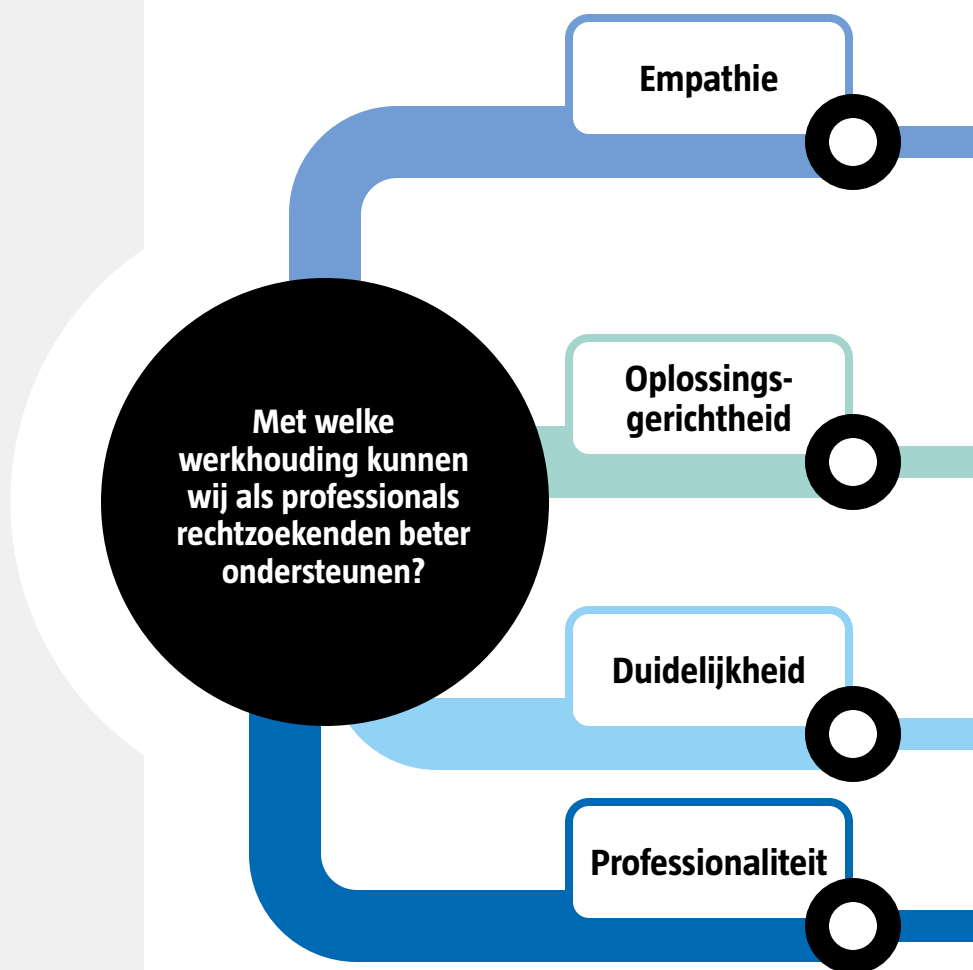 Empathie
Oplossings-
gerichtheid
Met welke
werkhouding kunnen
wij als professionals
rechtzoekenden beter
ondersteunen?
Duidelijkheid
Professionaliteit